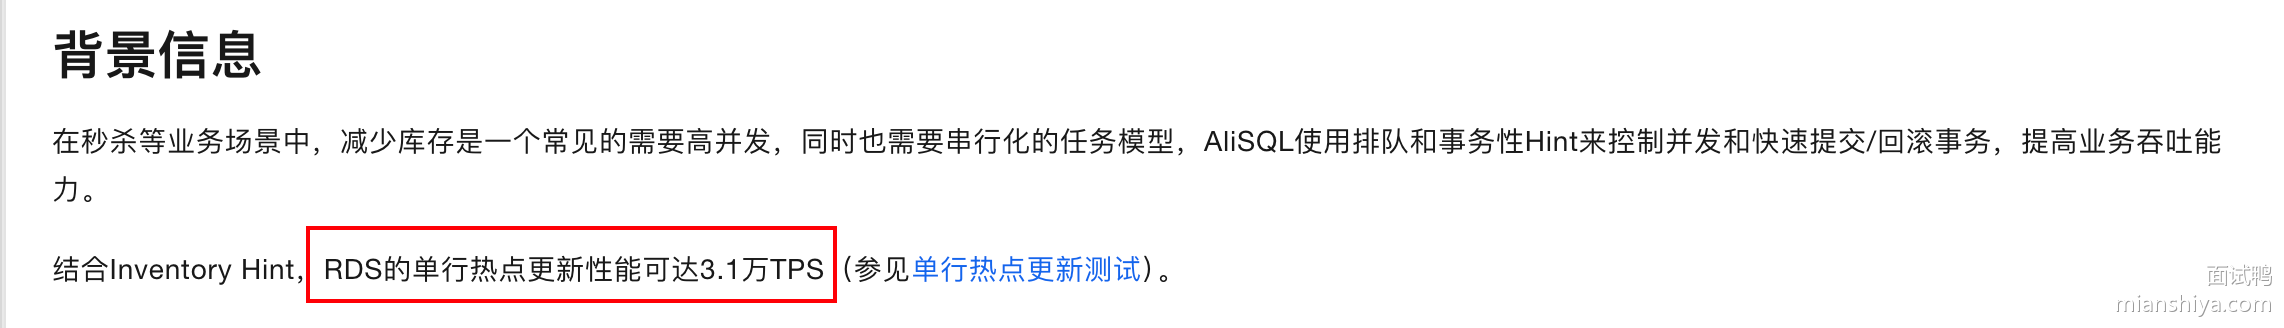 背景信息
在秒杀等业务场景中，减少库存是一个常见的需要高并发，同时也需要串行化的任务模型，AliSQL使用排队和事务性Hint来控制并发和快速提交/回滚事务，提高业务吞吐能
力。
结合Inventory Hint，RDS的单行热点更新性能可达3.1万TPS（参见单行热点更新测试）。
面试鸭
mianshiya.com